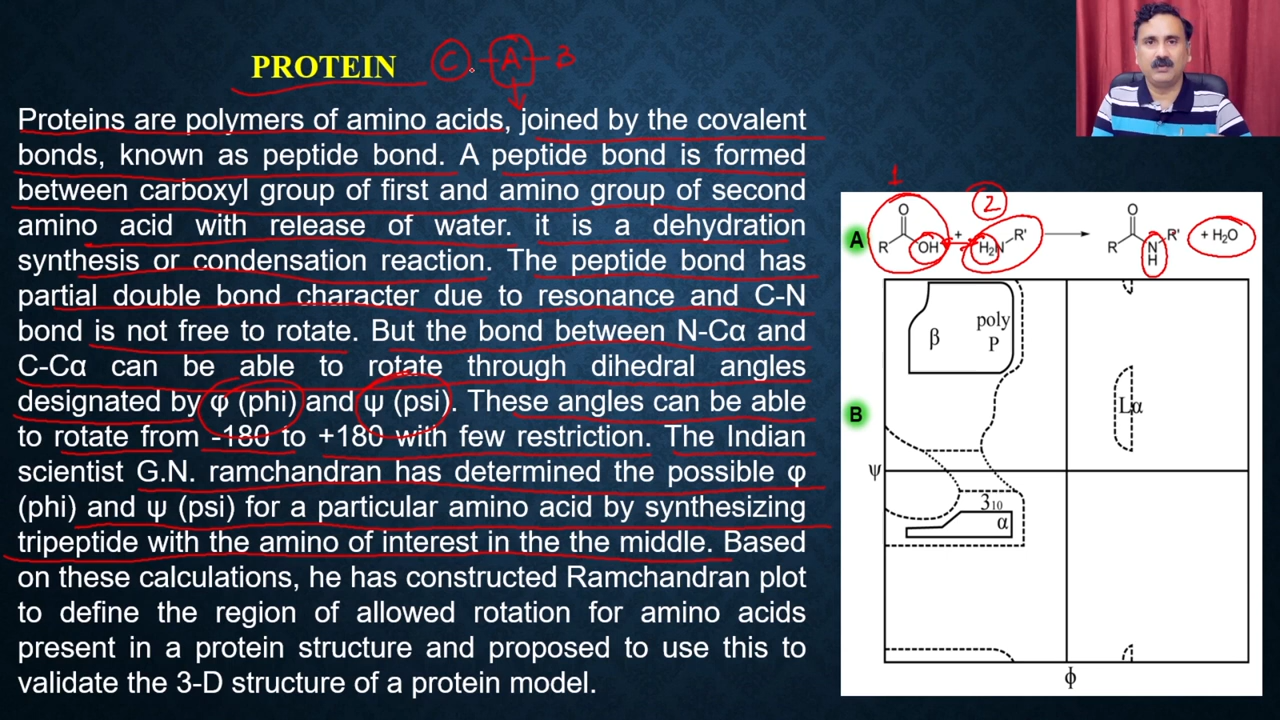 PROTEIN C - A - B
Proteins are polymers of amino acids, joined by the covalent
bonds, known as peptide bond. A peptide bond is formed
between carboxyl group of first and amino group of second
amino acid with release of water. it is a dehydration
synthesis or condensation reaction. The peptide bond has
partial double bond character due to resonance and C-N
bond is not free to rotate. But the bond between N-Cα and
C-Cα can be able to rotate through dihedral angles
designated by φ (phi) and ψ (psi). These angles can be able
to rotate from -180 to +180 with few restriction. The Indian
scientist G.N. ramchandran has determined the possible φ
(phi) and ψ (psi) for a particular amino acid by synthesizing
tripeptide with the amino of interest in the the middle. Based
on these calculations, he has constructed Ramchandran plot
to define the region of allowed rotation for amino acids
present in a protein structure and proposed to use this to
validate the 3-D structure of a protein model.
1
2
A
O
R OH + H₂N R'
O
R N R' + H₂O
H
B
β
poly
P
Lα
ψ
3₁₀
α
ϕ